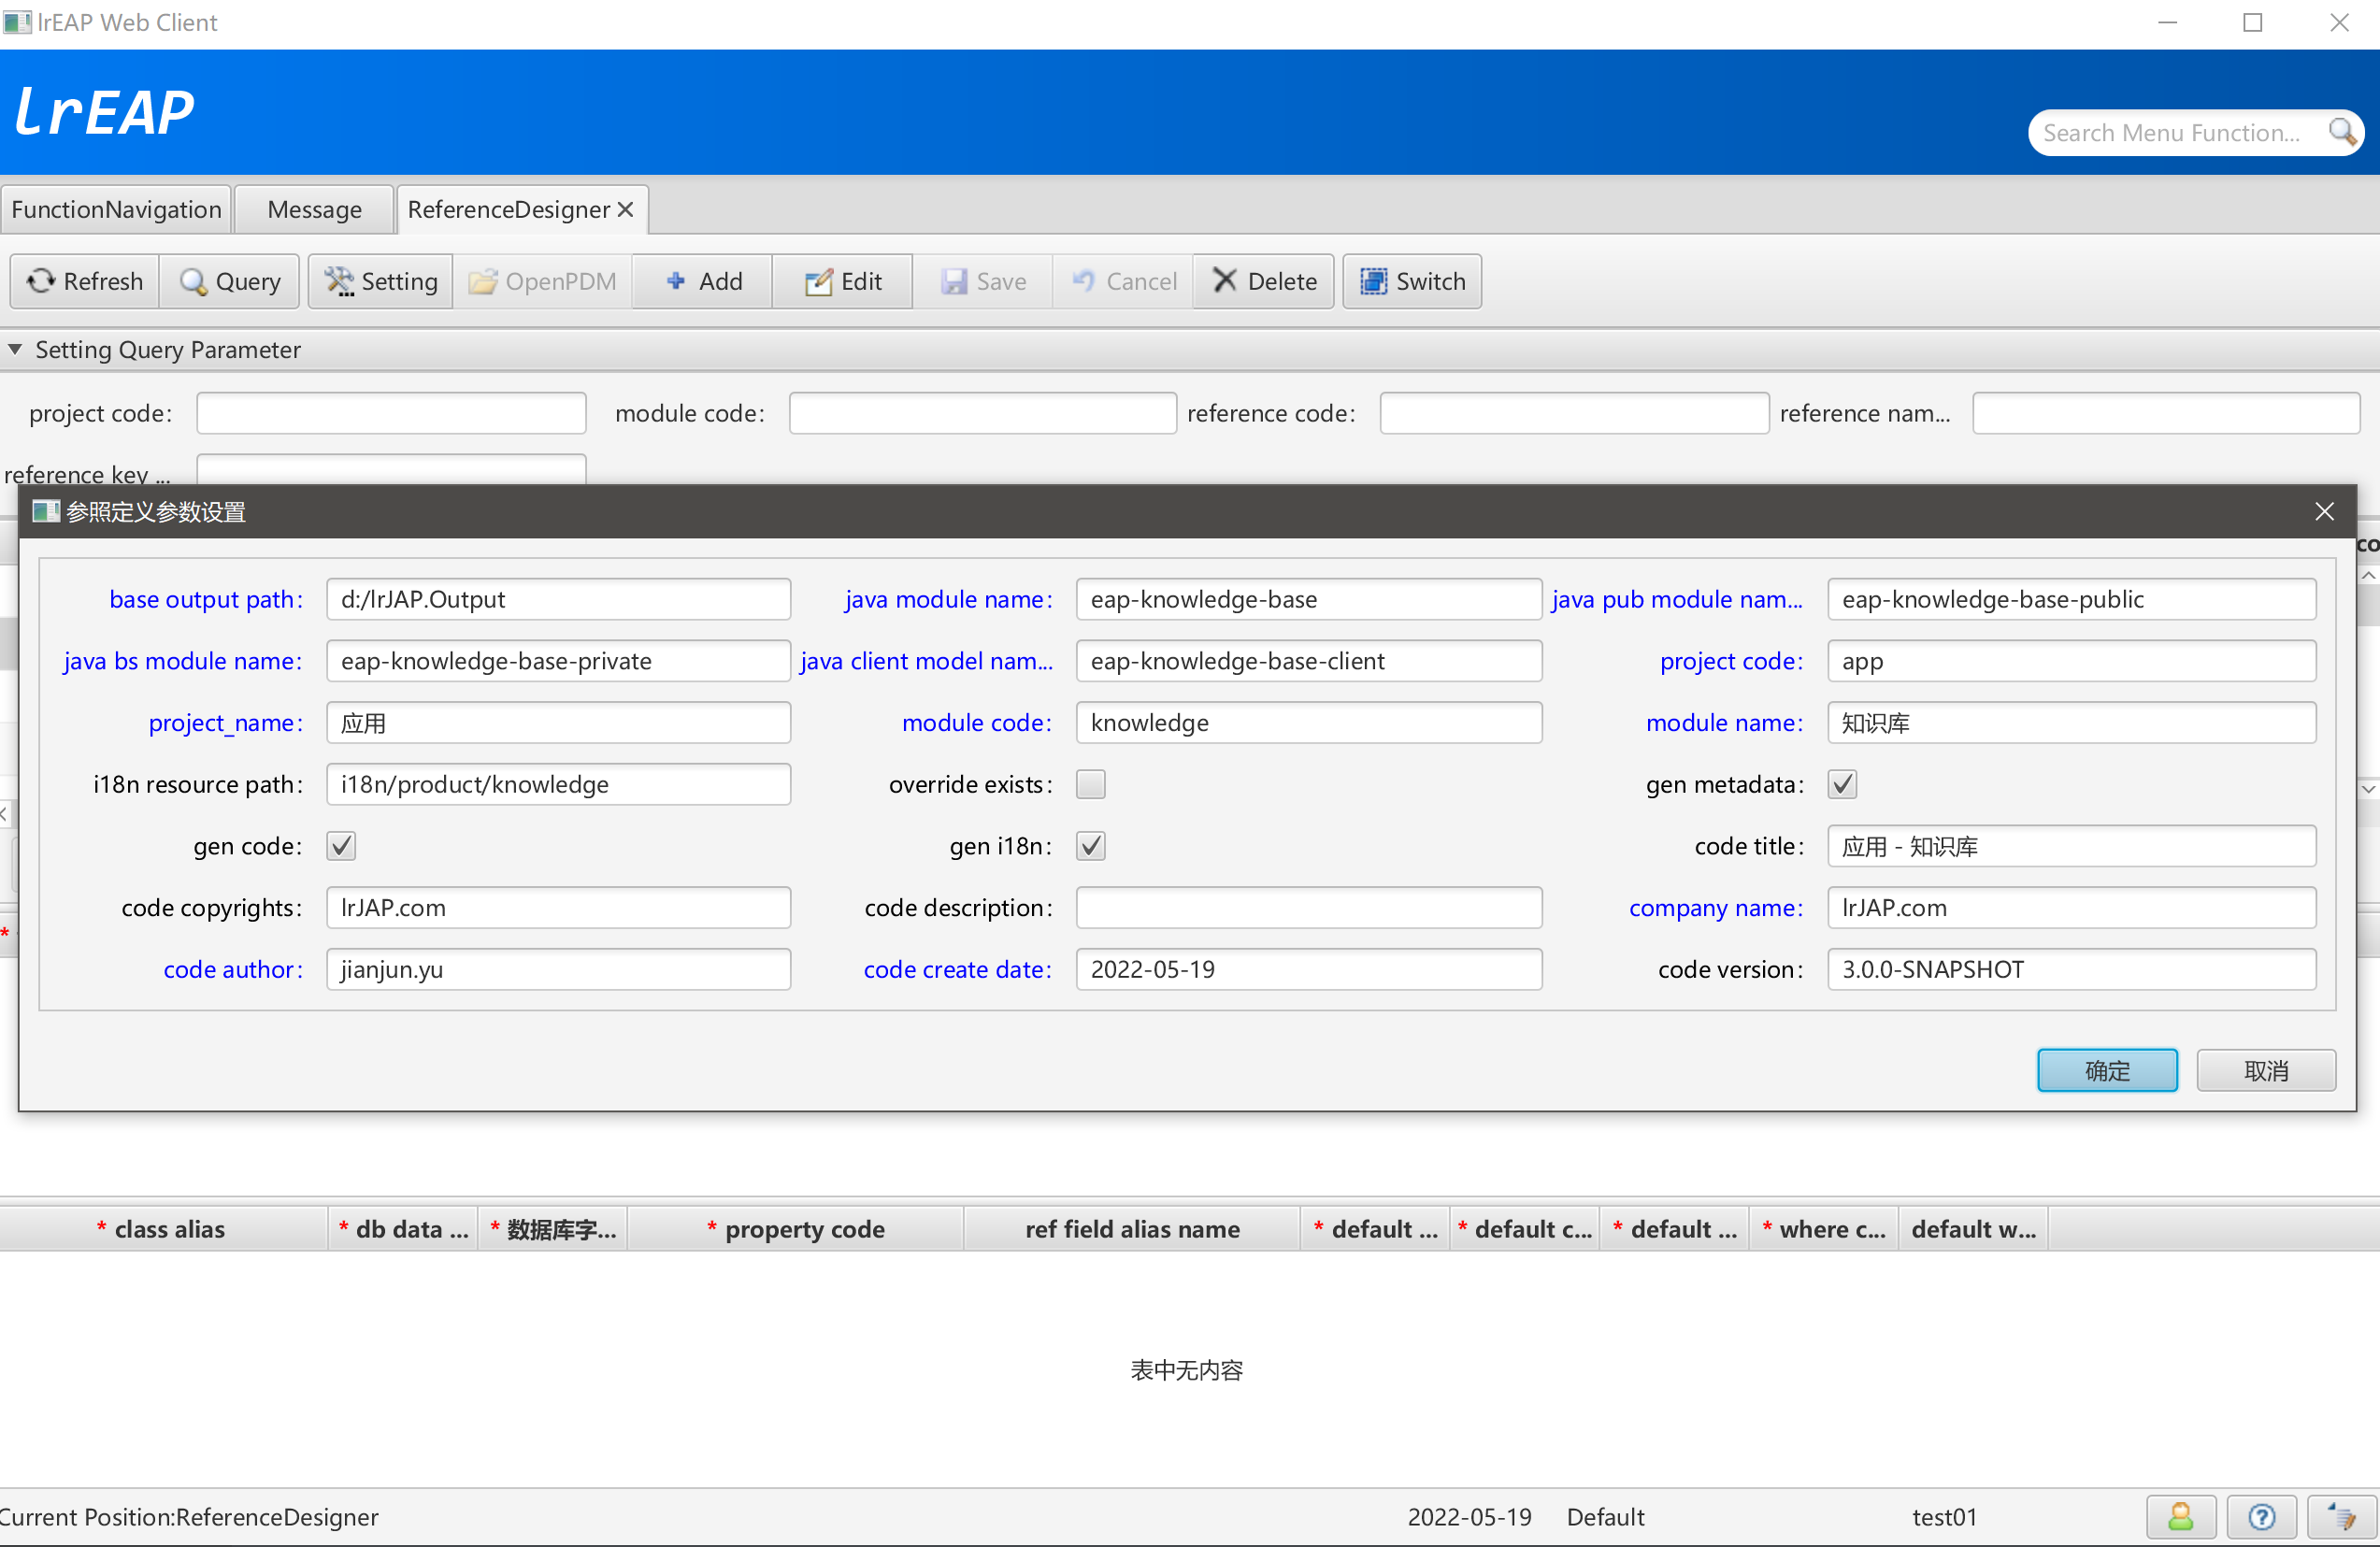 lrEAP Web Client
lrEAP
Search Menu Function...
FunctionNavigation Message ReferenceDesigner
Refresh Query Setting OpenPDM Add Edit Save Cancel Delete Switch
Setting Query Parameter
project code: module code: reference code: reference nam...
reference key ...
参照定义参数设置
co
base output path: d:/lrJAP.Output java module name: eap-knowledge-base java pub module nam... eap-knowledge-base-public
java bs module name: eap-knowledge-base-private java client model nam... eap-knowledge-base-client project code: app
project_name: 应用 module code: knowledge module name: 知识库
i18n resource path: i18n/product/knowledge override exists: gen metadata:
gen code: gen i18n: code title: 应用 - 知识库
code copyrights: lrJAP.com code description: company name: lrJAP.com
*
code author: jianjun.yu code create date: 2022-05-19 code version: 3.0.0-SNAPSHOT
确定 取消
* class alias * db data ... * 数据库字... * property code ref field alias name * default ... * default c... * default ... * where c... default w...
表中无内容
Current Position:ReferenceDesigner 2022-05-19 Default test01